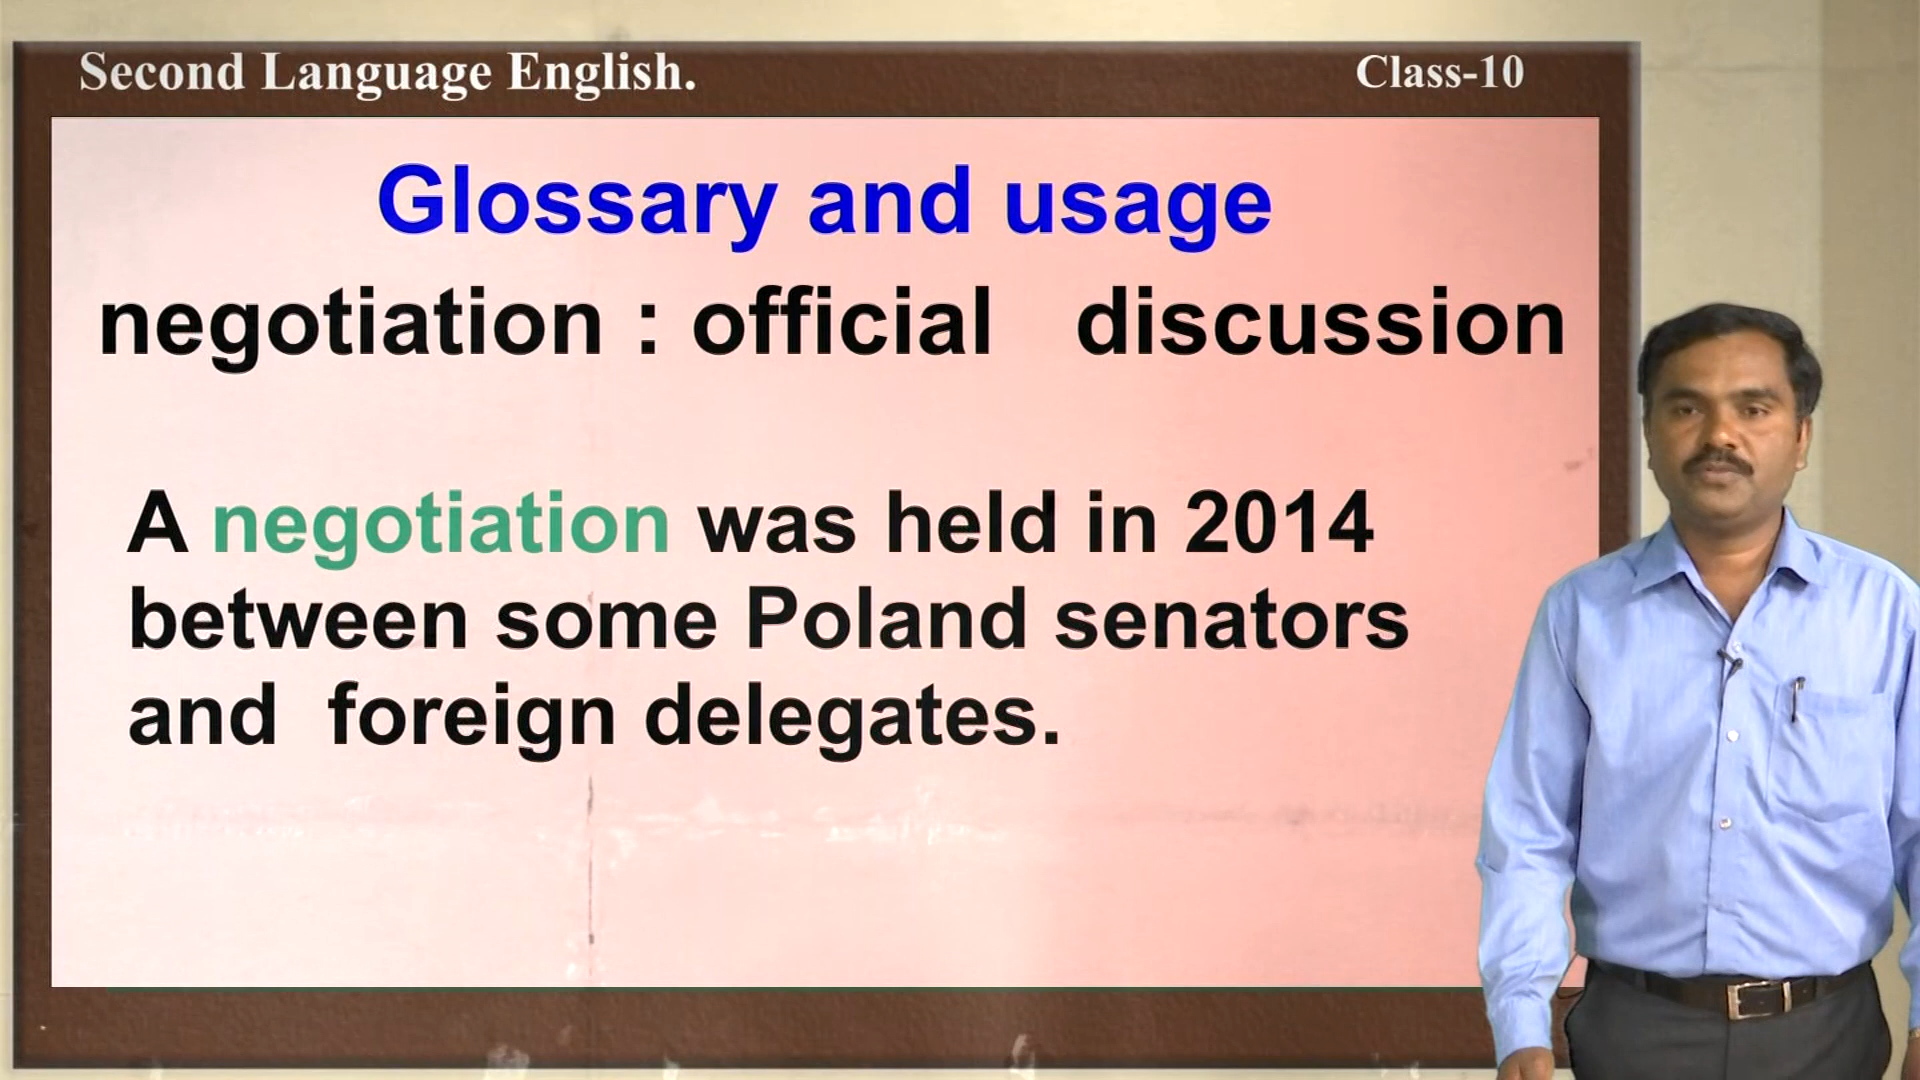 Second Language English. Class-10
Glossary and usage
negotiation : official discussion
A negotiation was held in 2014
between some Poland senators
and foreign delegates.